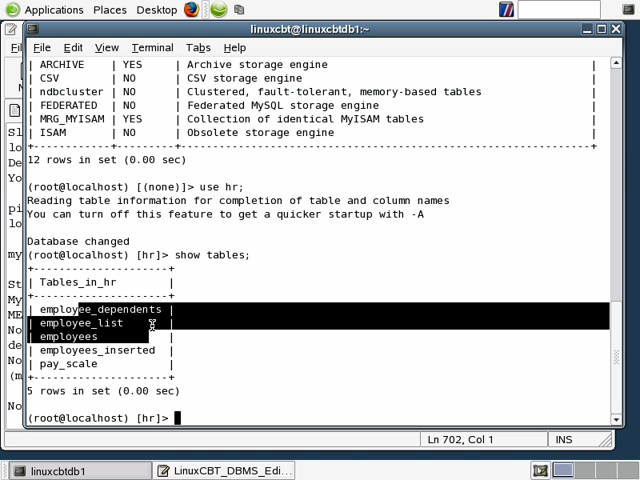 Applications Places Desktop
linuxcbt@linuxcbtdb1:~
File Edit View Terminal Tabs Help
| ARCHIVE | YES | Archive storage engine |
| CSV | NO | CSV storage engine |
| ndbcluster | NO | Clustered, fault-tolerant, memory-based tables |
| FEDERATED | NO | Federated MySQL storage engine |
| MRG_MYISAM | YES | Collection of identical MyISAM tables |
| ISAM | NO | Obsolete storage engine |
+------------+---------+----------------------------------------------------------------+
12 rows in set (0.00 sec)
(root@localhost) [(none)]> use hr;
Reading table information for completion of table and column names
You can turn off this feature to get a quicker startup with -A
Database changed
(root@localhost) [hr]> show tables;
+--------------------+
| Tables_in_hr |
+--------------------+
| employee_dependents |
| employee_list |
| employees |
| employees_inserted |
| pay_scale |
+--------------------+
5 rows in set (0.00 sec)
(root@localhost) [hr]>
Ln 702, Col 1 INS
linuxcbtdb1 LinuxCBT_DBMS_Edi...